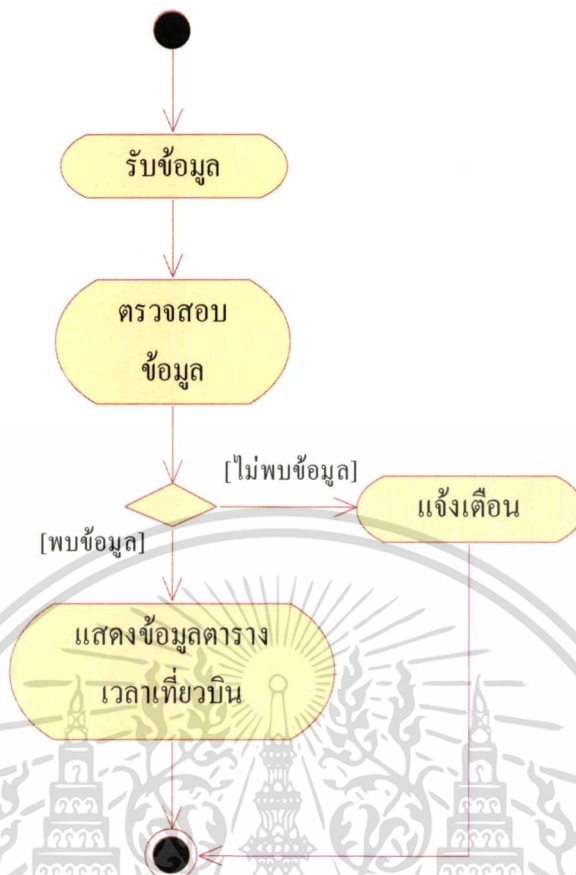 รับข้อมูล
ตรวจสอบ
ข้อมูล
[ไม่พบข้อมูล]
แจ้งเตือน
[พบข้อมูล]
แสดงข้อมูลตาราง
เวลาเที่ยวบิน